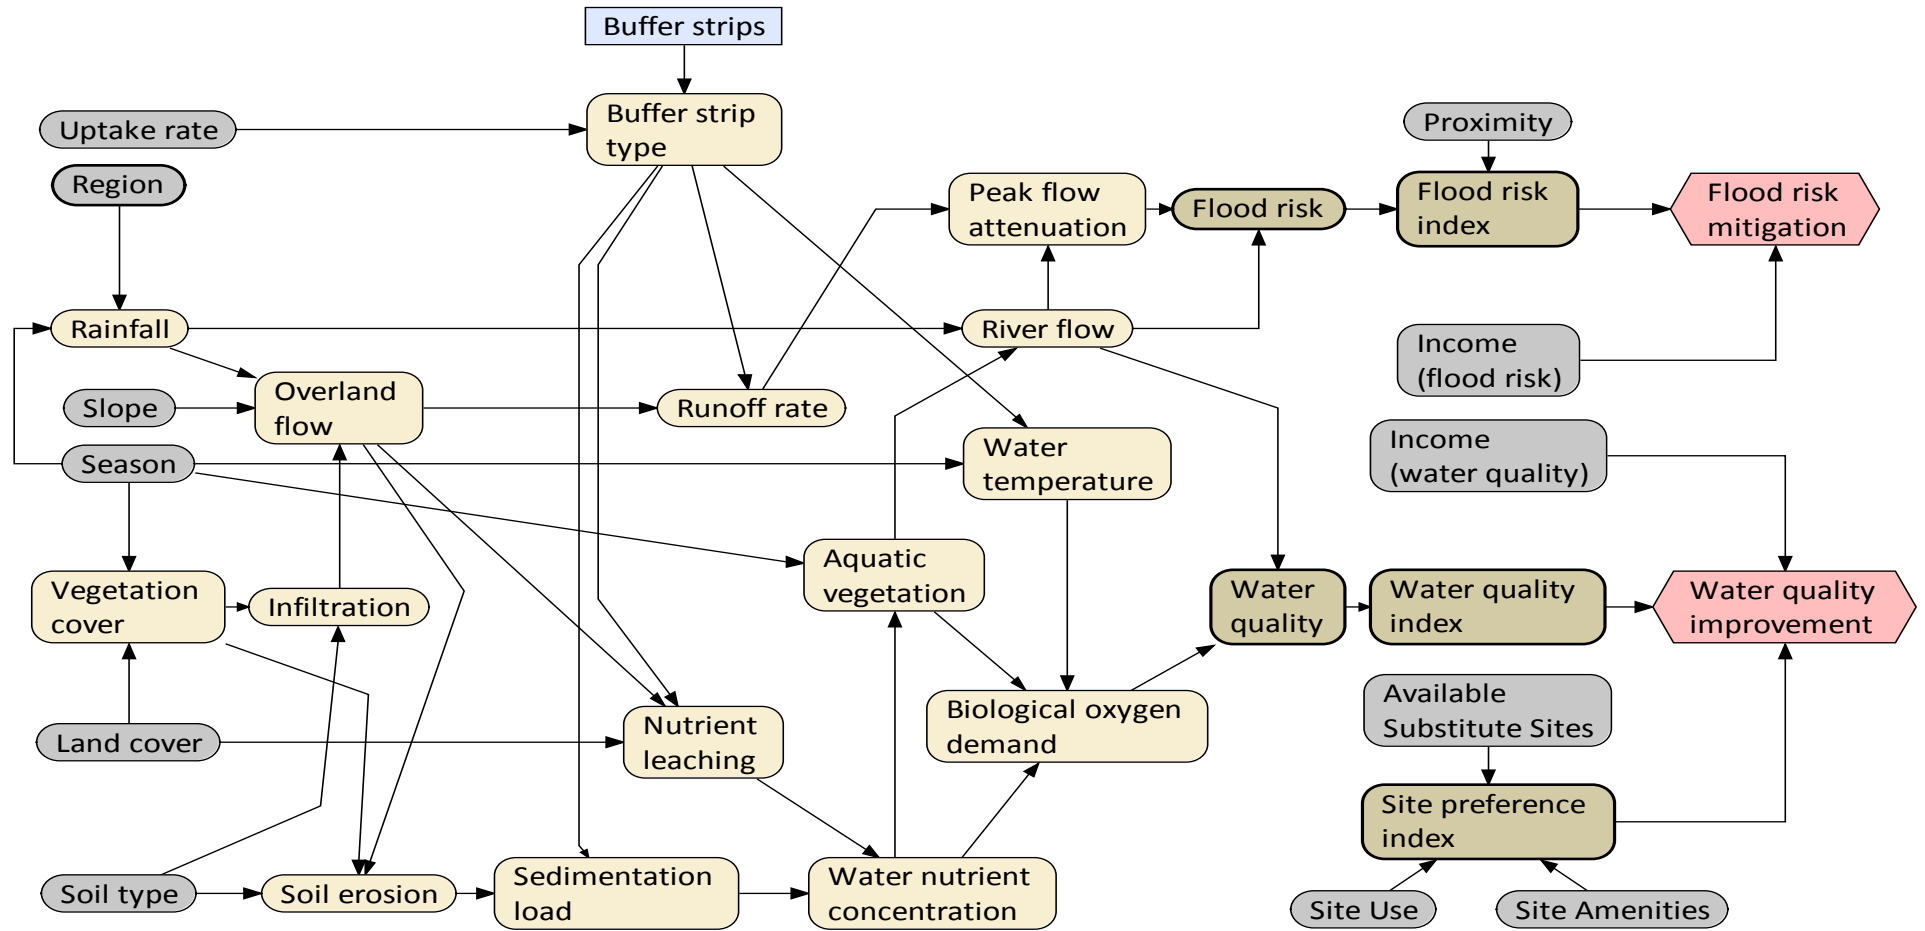 Buffer strips
Buffer strip
type
Uptake rate
Proximity
Region
Peak flow
attenuation
Flood risk
Flood risk
index
Flood risk
mitigation
Rainfall
River flow
Income
(flood risk)
Overland
flow
Slope
Runoff rate
Season
Water
temperature
Income
(water quality)
Vegetation
cover
Infiltration
Aquatic
vegetation
Water
quality
Water quality
index
Water quality
improvement
Land cover
Nutrient
leaching
Biological oxygen
demand
Available
Substitute Sites
Site preference
index
Soil type
Soil erosion
Sedimentation
load
Water nutrient
concentration
Site Use
Site Amenities